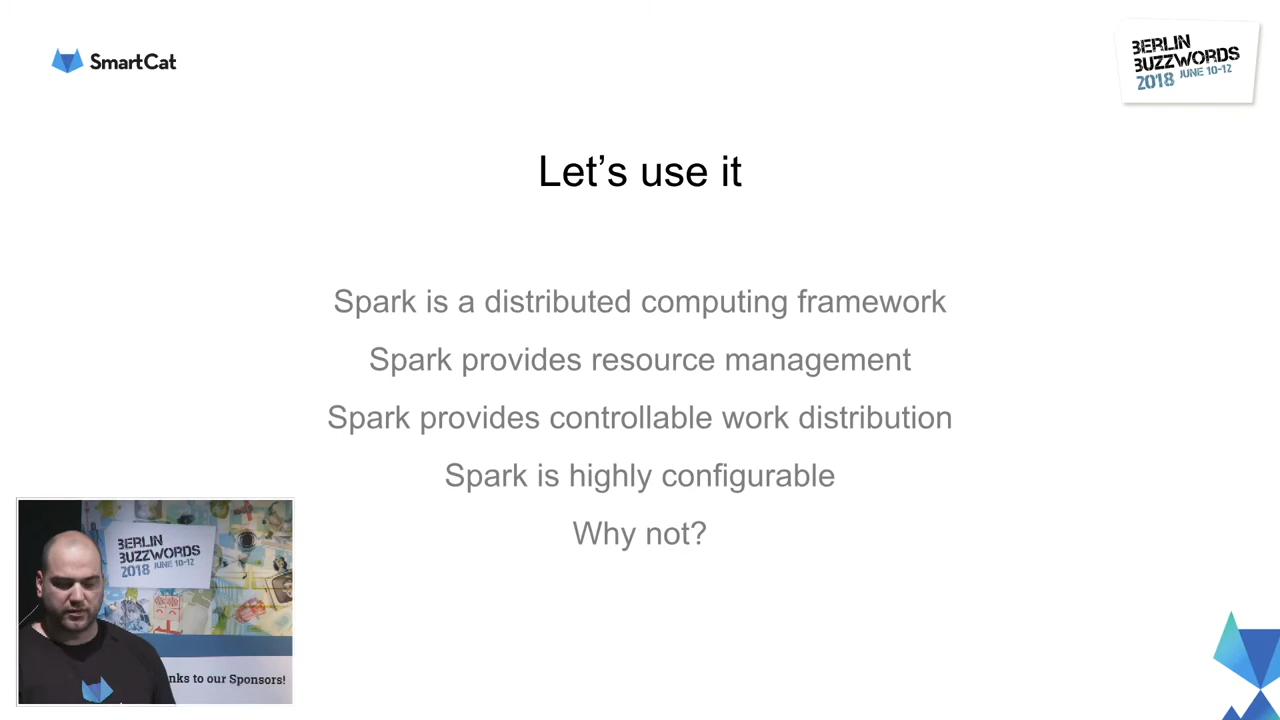 SmartCat
BERLIN
BUZZWORDS
2018 JUNE 10-12
Let’s use it
Spark is a distributed computing framework
Spark provides resource management
Spark provides controllable work distribution
Spark is highly configurable
Why not?
BERLIN
BUZZWORDS
2018 JUNE 10-12
nks to our Sponsors!